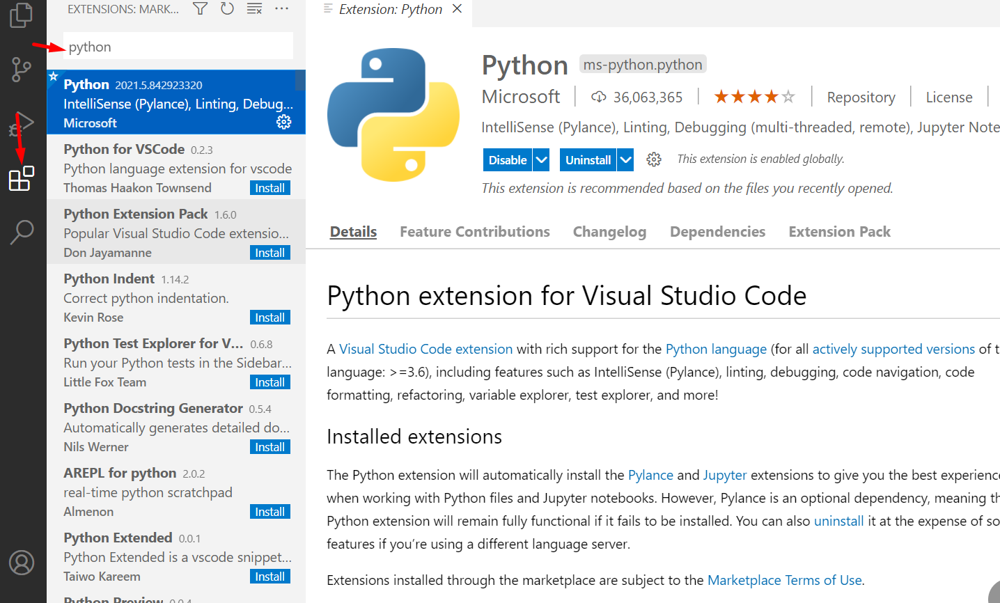 EXTENSIONS: MARK...
python
Python 2021.5.842923320
IntelliSense (Pylance), Linting, Debug...
Microsoft
Python for VSCode 0.2.3
Python language extension for vscode
Thomas Haakon Townsend Install
Python Extension Pack 1.6.0
Popular Visual Studio Code extensio...
Don Jayamanne Install
Python Indent 1.14.2
Correct python indentation.
Kevin Rose Install
Python Test Explorer for V... 0.6.8
Run your Python tests in the Sidebar...
Little Fox Team Install
Python Docstring Generator 0.5.4
Automatically generates detailed do...
Nils Werner Install
AREPL for python 2.0.2
real-time python scratchpad
Almenon Install
Python Extended 0.0.1
Python Extended is a vscode snippet...
Taiwo Kareem Install
Python Preview 0.0.4
Extension: Python
Python ms-python.python
Microsoft 36,063,365 Repository License
IntelliSense (Pylance), Linting, Debugging (multi-threaded, remote), Jupyter Note
Disable Uninstall This extension is enabled globally.
This extension is recommended based on the files you recently opened.
Details Feature Contributions Changelog Dependencies Extension Pack
Python extension for Visual Studio Code
A Visual Studio Code extension with rich support for the Python language (for all actively supported versions of t
language: >=3.6), including features such as IntelliSense (Pylance), linting, debugging, code navigation, code
formatting, refactoring, variable explorer, test explorer, and more!
Installed extensions
The Python extension will automatically install the Pylance and Jupyter extensions to give you the best experienc
when working with Python files and Jupyter notebooks. However, Pylance is an optional dependency, meaning th
Python extension will remain fully functional if it fails to be installed. You can also uninstall it at the expense of so
features if you're using a different language server.
Extensions installed through the marketplace are subject to the Marketplace Terms of Use.